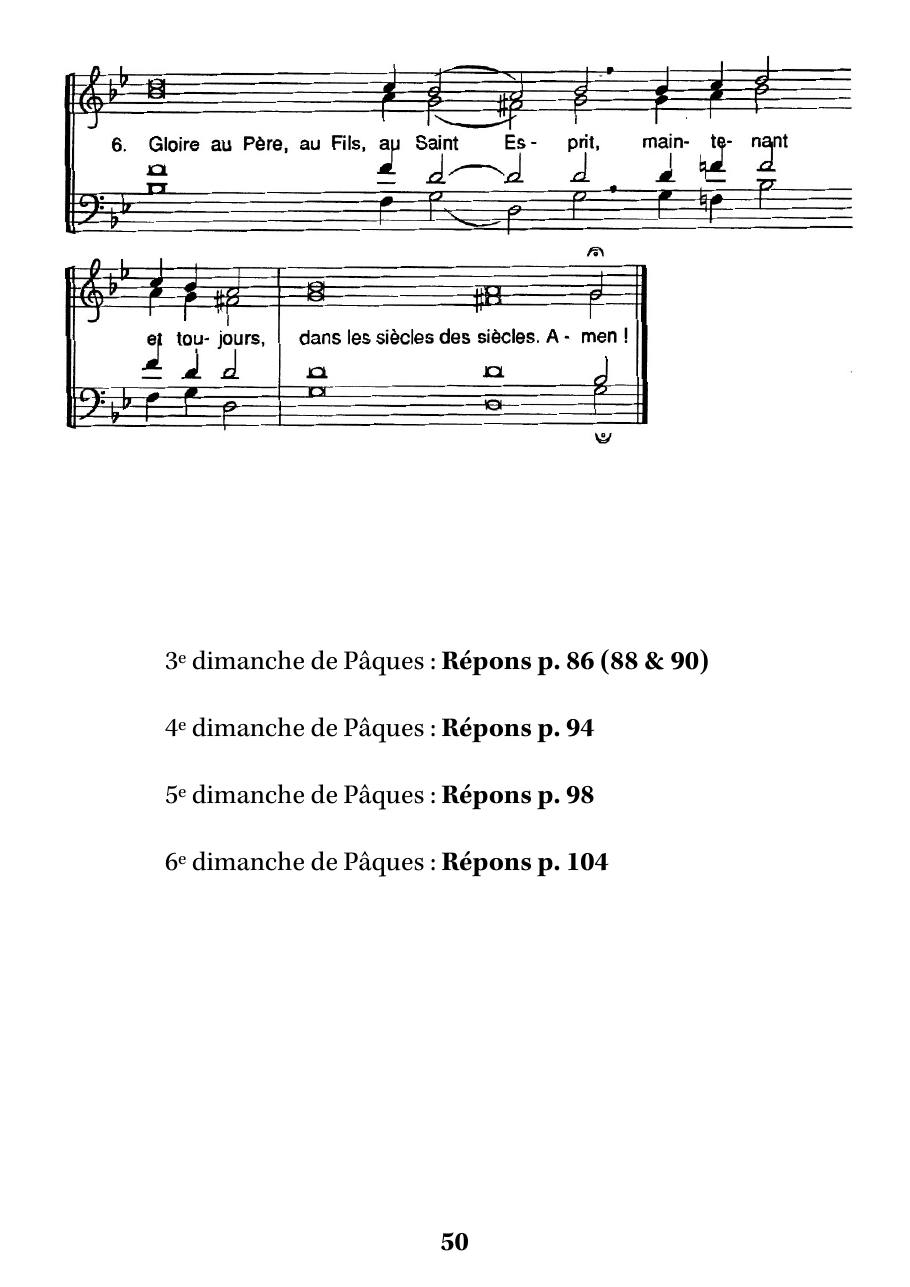 6. Gloire au Père, au Fils, au Saint Es - prit, main- te- nant
et tou- jours, dans les siècles des siècles. A - men !
3e dimanche de Pâques : Répons p. 86 (88 & 90)
4e dimanche de Pâques : Répons p. 94
5e dimanche de Pâques : Répons p. 98
6e dimanche de Pâques : Répons p. 104
50